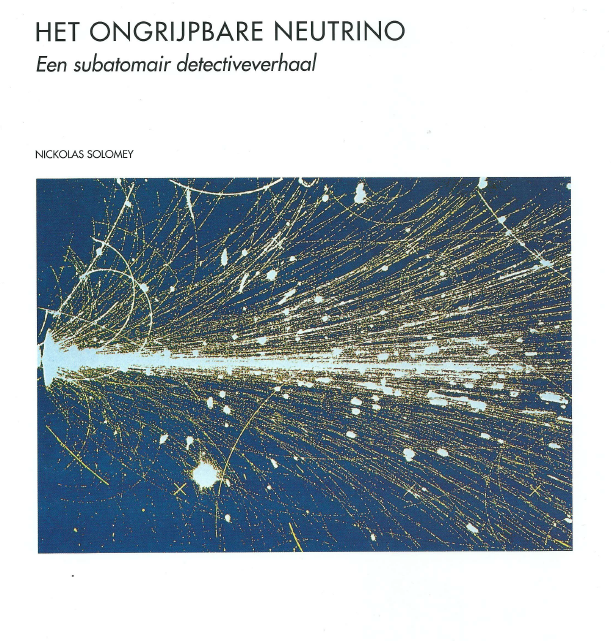 HET ONGRIJPBARE NEUTRINO
Een subatomair detectiveverhaal
NICKOLAS SOLOMEY